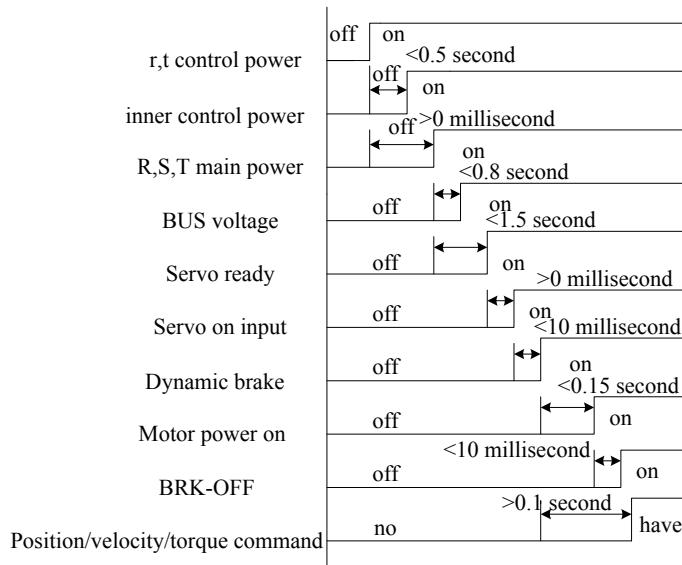 off on
r,t control power <0.5 second
off
on
inner control power
>0 millisecond
off
R,S,T main power on
<0.8 second
BUS voltage off on
<1.5 second
Servo ready off on
>0 millisecond
Servo on input off on
<10 millisecond
Dynamic brake off on
<0.15 second
Motor power on off on
<10 millisecond
BRK-OFF off on
>0.1 second
Position/velocity/torque command no have